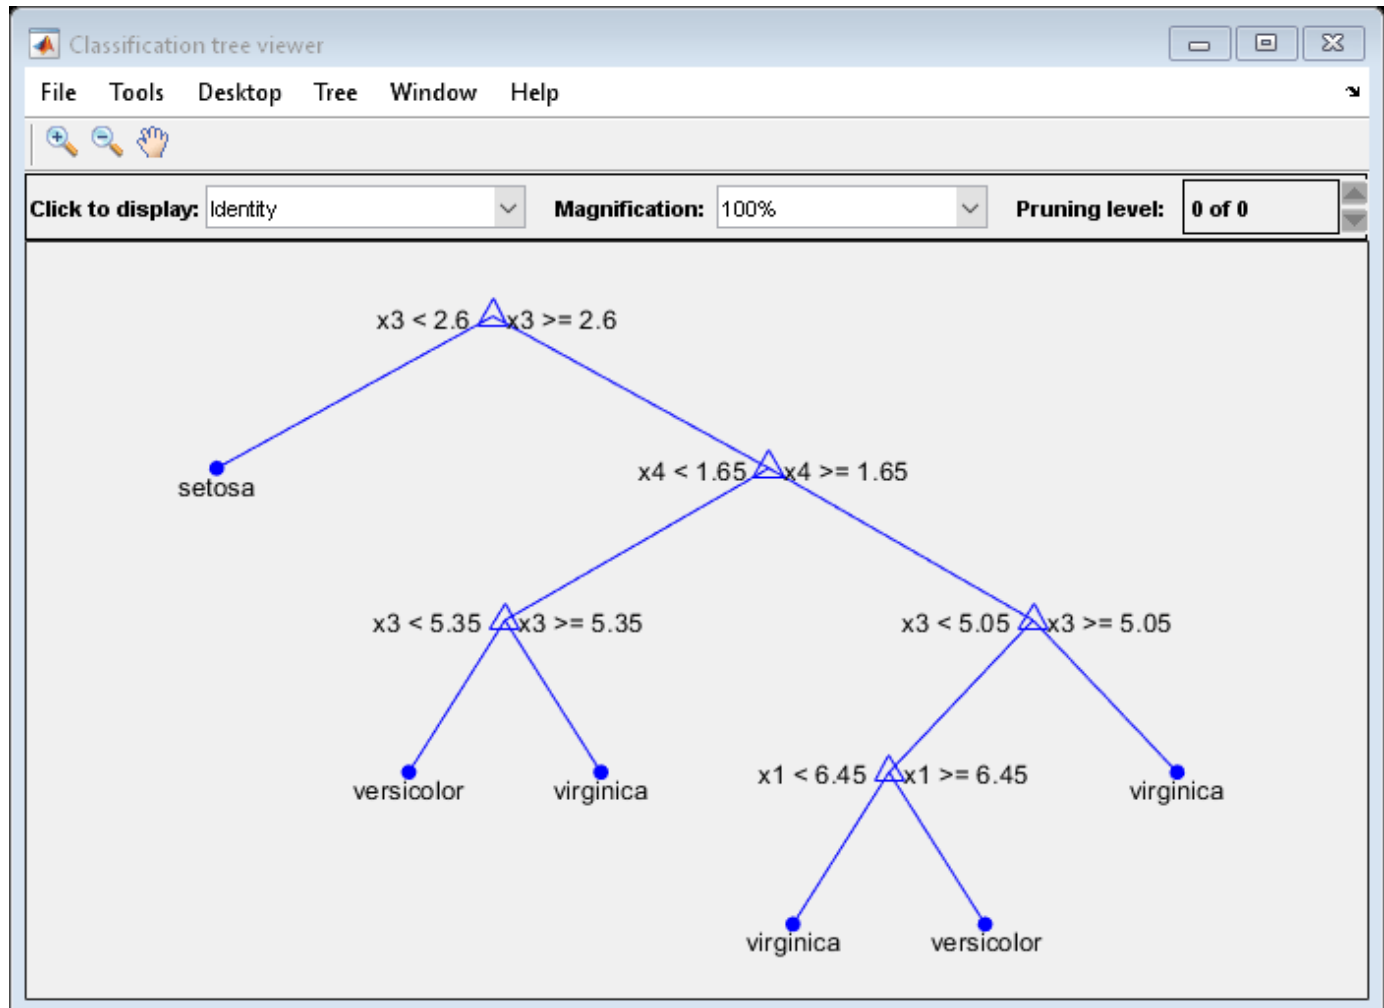 Classification tree viewer
File Tools Desktop Tree Window Help
Click to display: Identity Magnification: 100% Pruning level: 0 of 0
x3 < 2.6 x3 >= 2.6
setosa
x4 < 1.65 x4 >= 1.65
x3 < 5.35 x3 >= 5.35
x3 < 5.05 x3 >= 5.05
versicolor
virginica
x1 < 6.45 x1 >= 6.45
virginica
virginica
versicolor